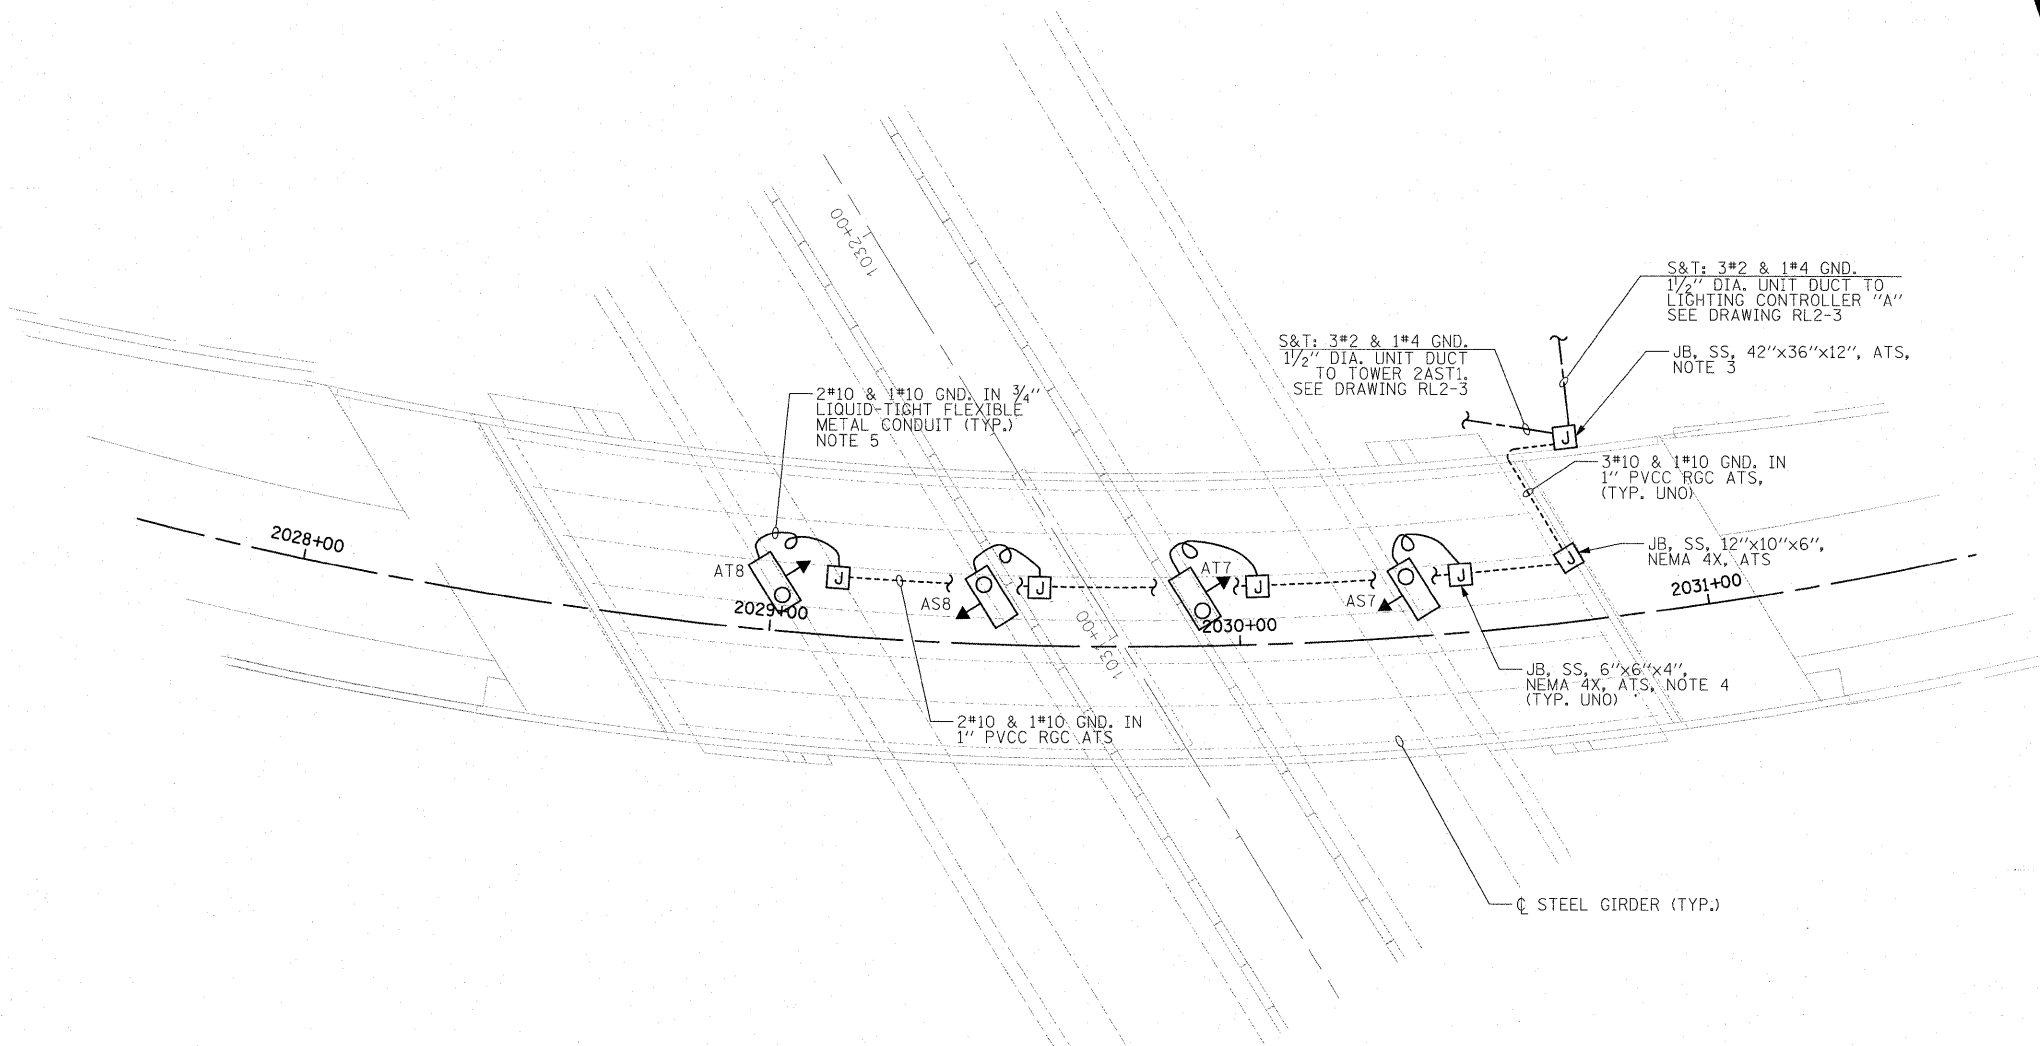 1032+00
S&T: 3#2 & 1#4 GND.
1½" DIA. UNIT DUCT TO
LIGHTING CONTROLLER "A"
SEE DRAWING RL2-3
S&T: 3#2 & 1#4 GND.
1½" DIA. UNIT DUCT
TO TOWER 2AST1.
SEE DRAWING RL2-3
JB, SS, 42"x36"x12", ATS,
NOTE 3
2#10 & 1#10 GND. IN ¾"
LIQUID-TIGHT FLEXIBLE
METAL CONDUIT (TYP.)
NOTE 5
J
3#10 & 1#10 GND. IN
1" PVCC RGC ATS,
(TYP. UNO)
2028+00
JB, SS, 12"x10"x6",
NEMA 4X, ATS
J
AT8
J
AS8
J
AT7
J
AS7
J
2029+00
2030+00
2031+00
1031+00
JB, SS, 6"x6"x4",
NEMA 4X, ATS, NOTE 4
(TYP. UNO)
2#10 & 1#10 GND. IN
1" PVCC RGC ATS
℄ STEEL GIRDER (TYP.)